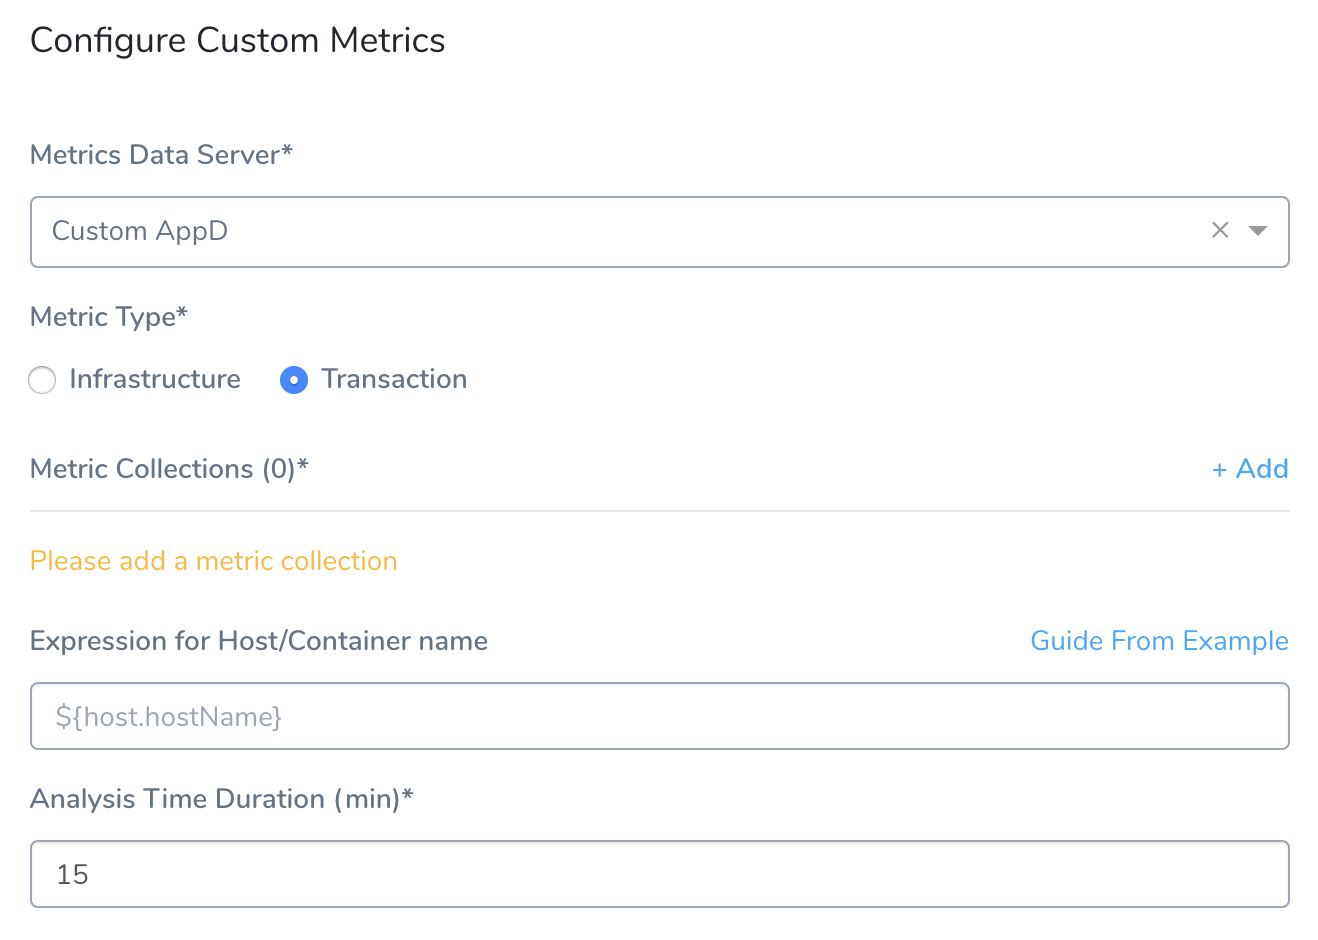 Configure Custom Metrics
Metrics Data Server*
Custom AppD
Metric Type*
Infrastructure Transaction
Metric Collections (0)* + Add
Please add a metric collection
Expression for Host/Container name Guide From Example
${host.hostName}
Analysis Time Duration (min)*
15